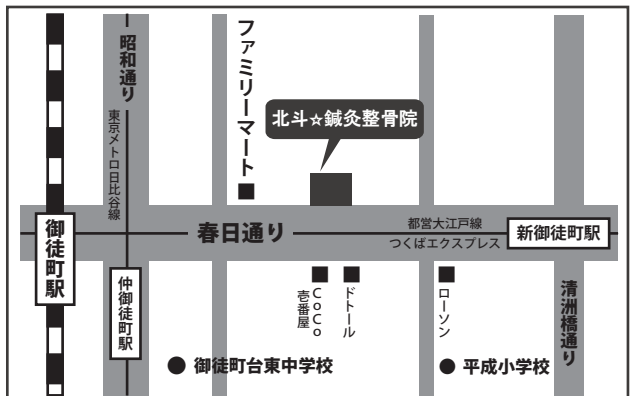 昭和通り
東京メトロ日比谷線
ファミリーマート
北斗☆鍼灸整骨院
御徒町駅
春日通り
都営大江戸線
つくばエクスプレス
新御徒町駅
仲御徒町駅
CoCo
壱番屋
ドトール
ローソン
清洲橋通り
御徒町台東中学校
平成小学校